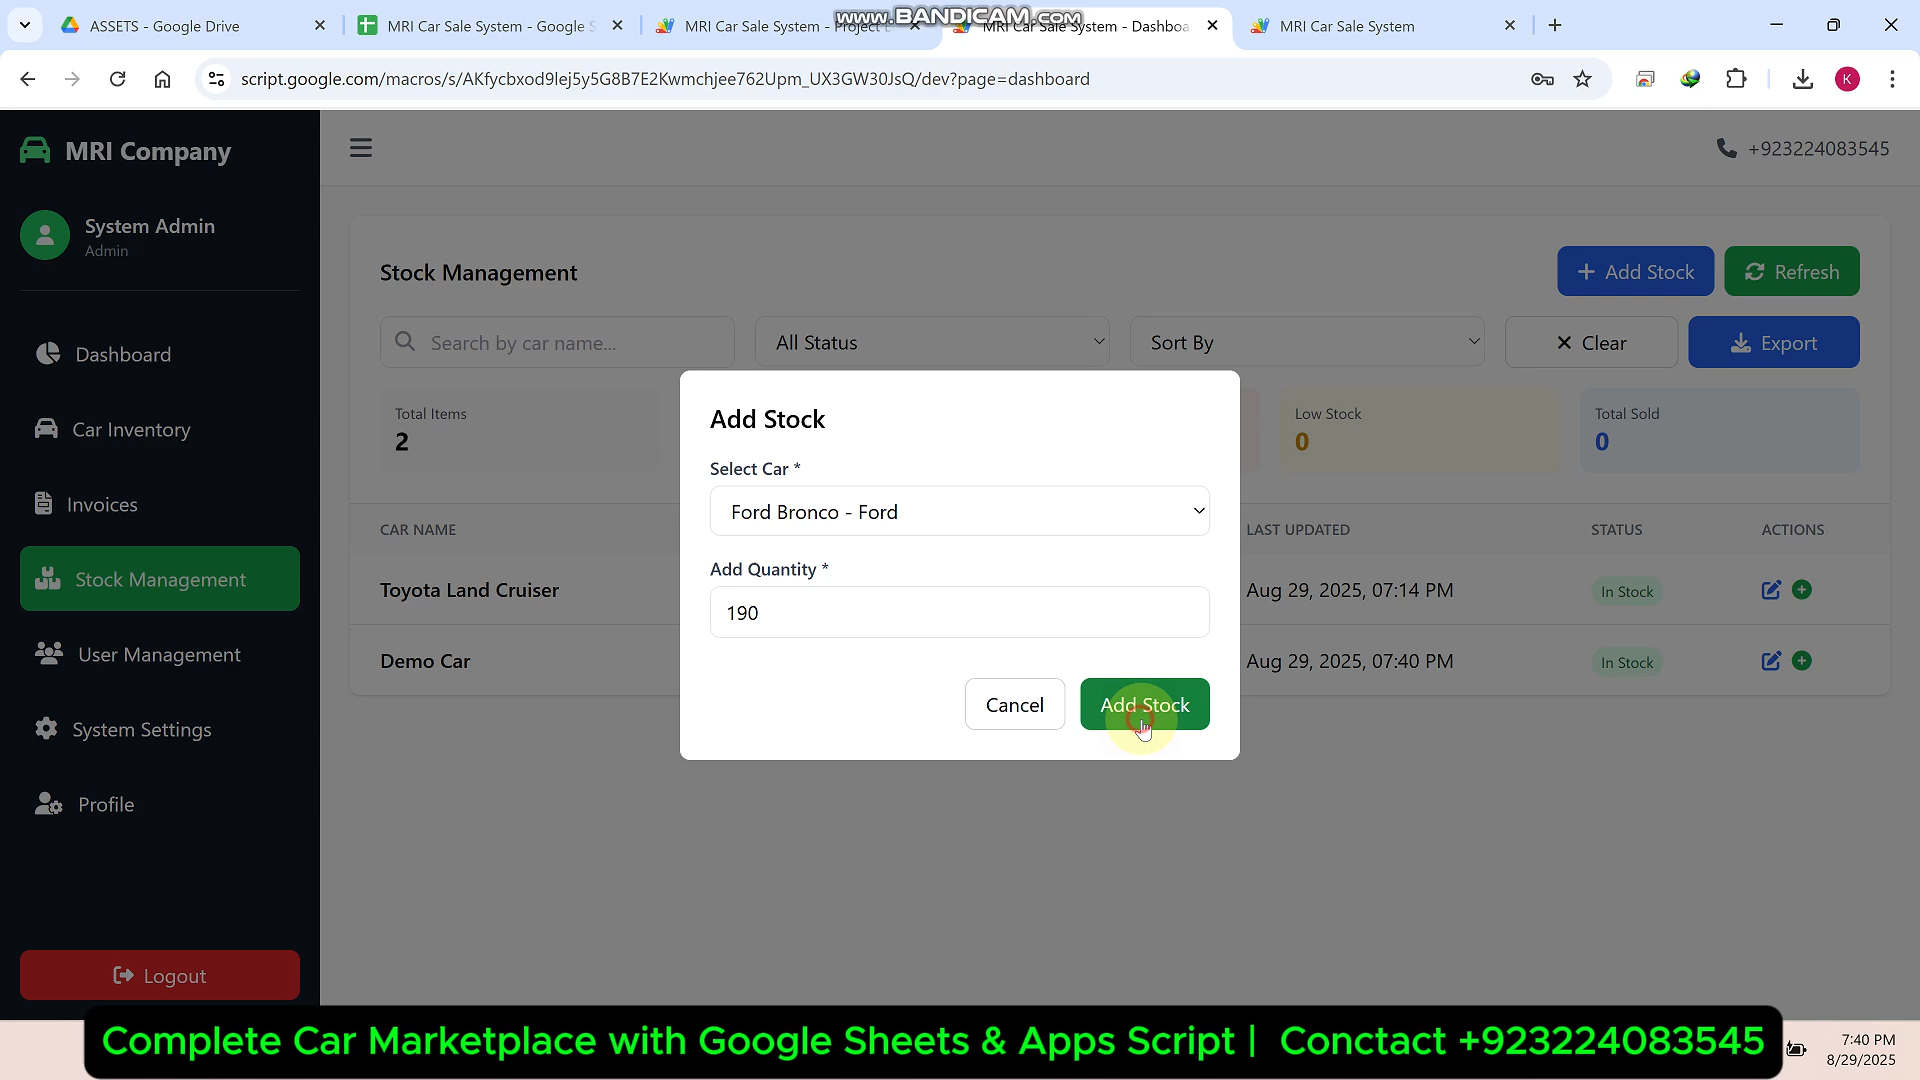 www.BANDICAM.com
ASSETS - Google Drive
MRI Car Sale System - Google S
MRI Car Sale System - Project E
MRI Car Sale System - Dashboa
MRI Car Sale System
script.google.com/macros/s/AKfycbxod9lej5y5G8B7E2Kwmchjee762Upm_UX3GW30JsQ/dev?page=dashboard
K
MRI Company
+923224083545
System Admin
Admin
Stock Management
Add Stock
Refresh
Search by car name...
All Status
Sort By
Clear
Export
Dashboard
Car Inventory
Invoices
Stock Management
User Management
System Settings
Profile
Logout
Total Items
2
Low Stock
0
Total Sold
0
CAR NAME
LAST UPDATED
STATUS
ACTIONS
Toyota Land Cruiser
Aug 29, 2025, 07:14 PM
In Stock
Demo Car
Aug 29, 2025, 07:40 PM
In Stock
Add Stock
Select Car *
Ford Bronco - Ford
Add Quantity *
190
Cancel
Add Stock
Complete Car Marketplace with Google Sheets & Apps Script | Conctact +923224083545
7:40 PM
8/29/2025